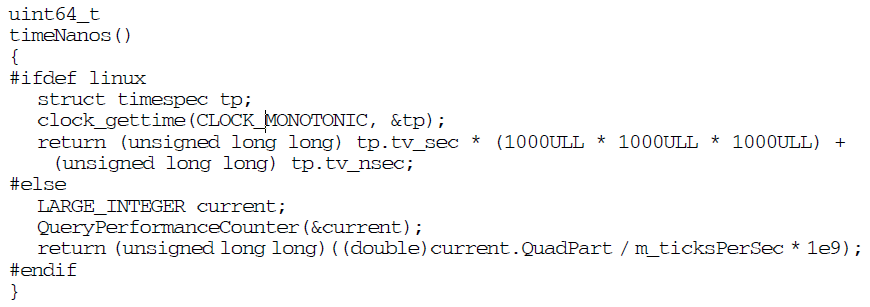 uint64_t
timeNanos()
{
#ifdef linux
struct timespec tp;
clock_gettime(CLOCK_MONOTONIC, &tp);
return (unsigned long long) tp.tv_sec * (1000ULL * 1000ULL * 1000ULL) +
(unsigned long long) tp.tv_nsec;
#else
LARGE_INTEGER current;
QueryPerformanceCounter(&current);
return (unsigned long long) ((double)current.QuadPart / m_ticksPerSec * 1e9);
#endif
}